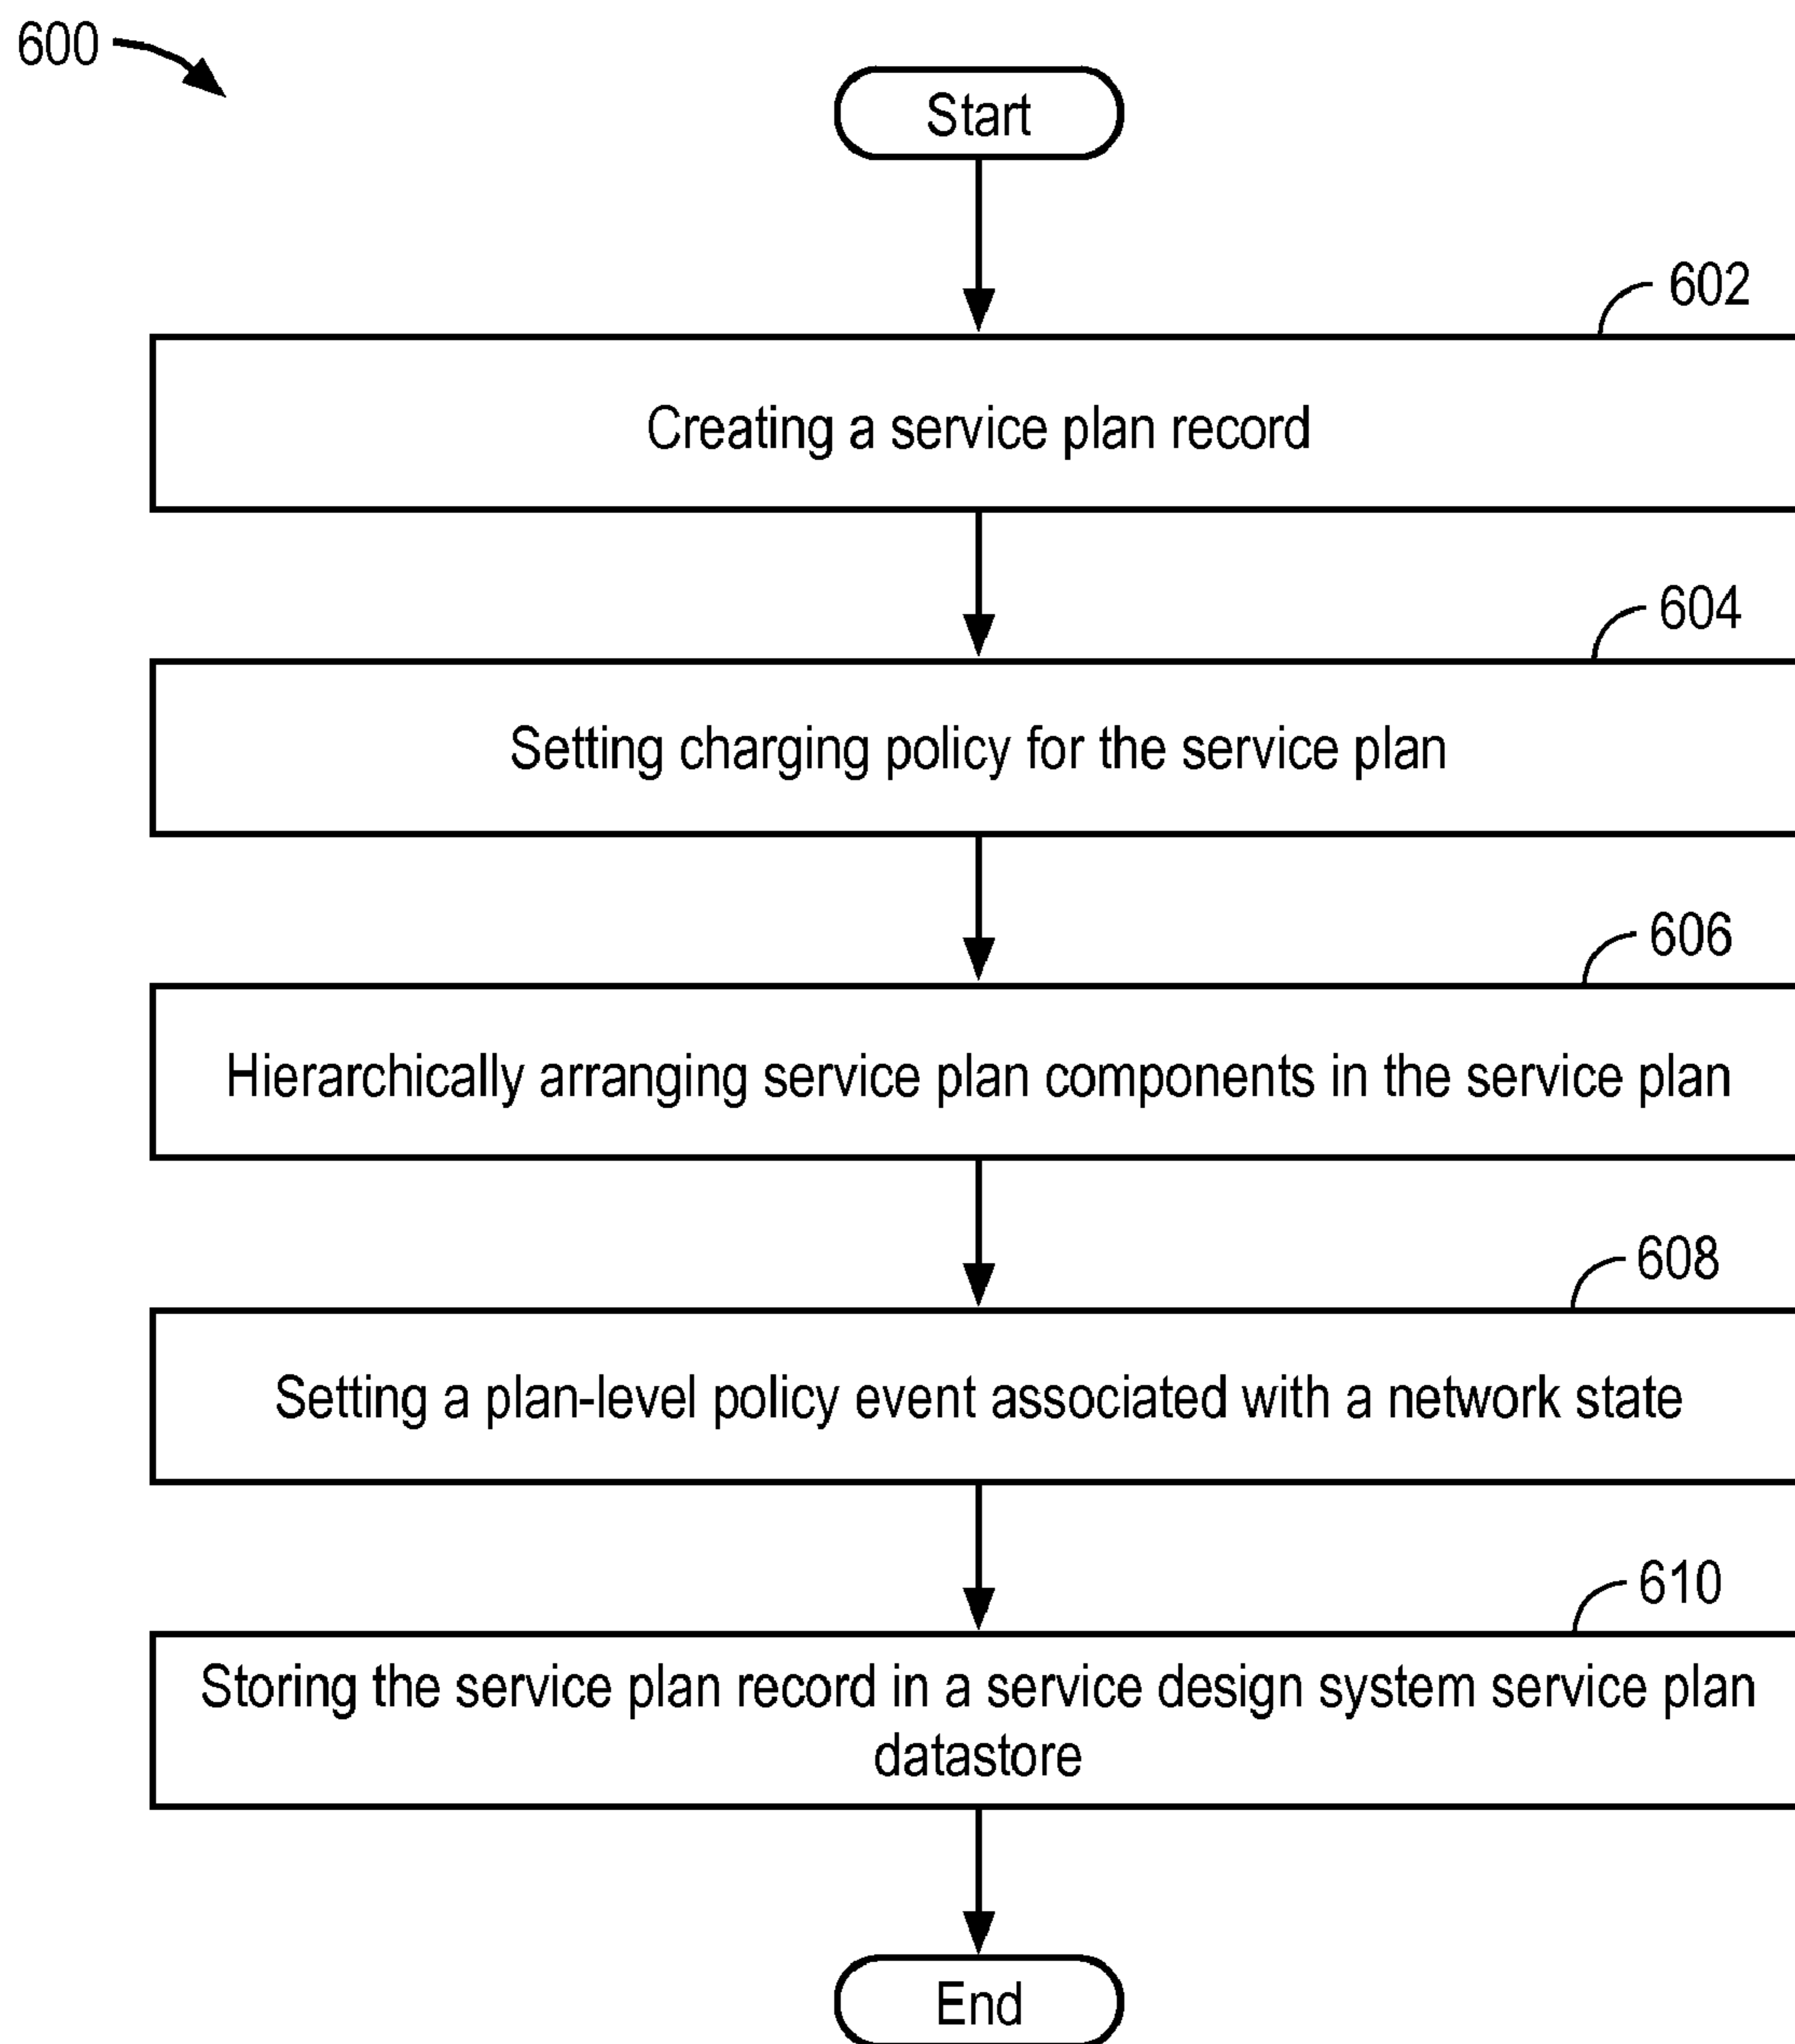 600
Start
602
Creating a service plan record
604
Setting charging policy for the service plan
606
Hierarchically arranging service plan components in the service plan
608
Setting a plan-level policy event associated with a network state
610
Storing the service plan record in a service design system service plan
datastore
End